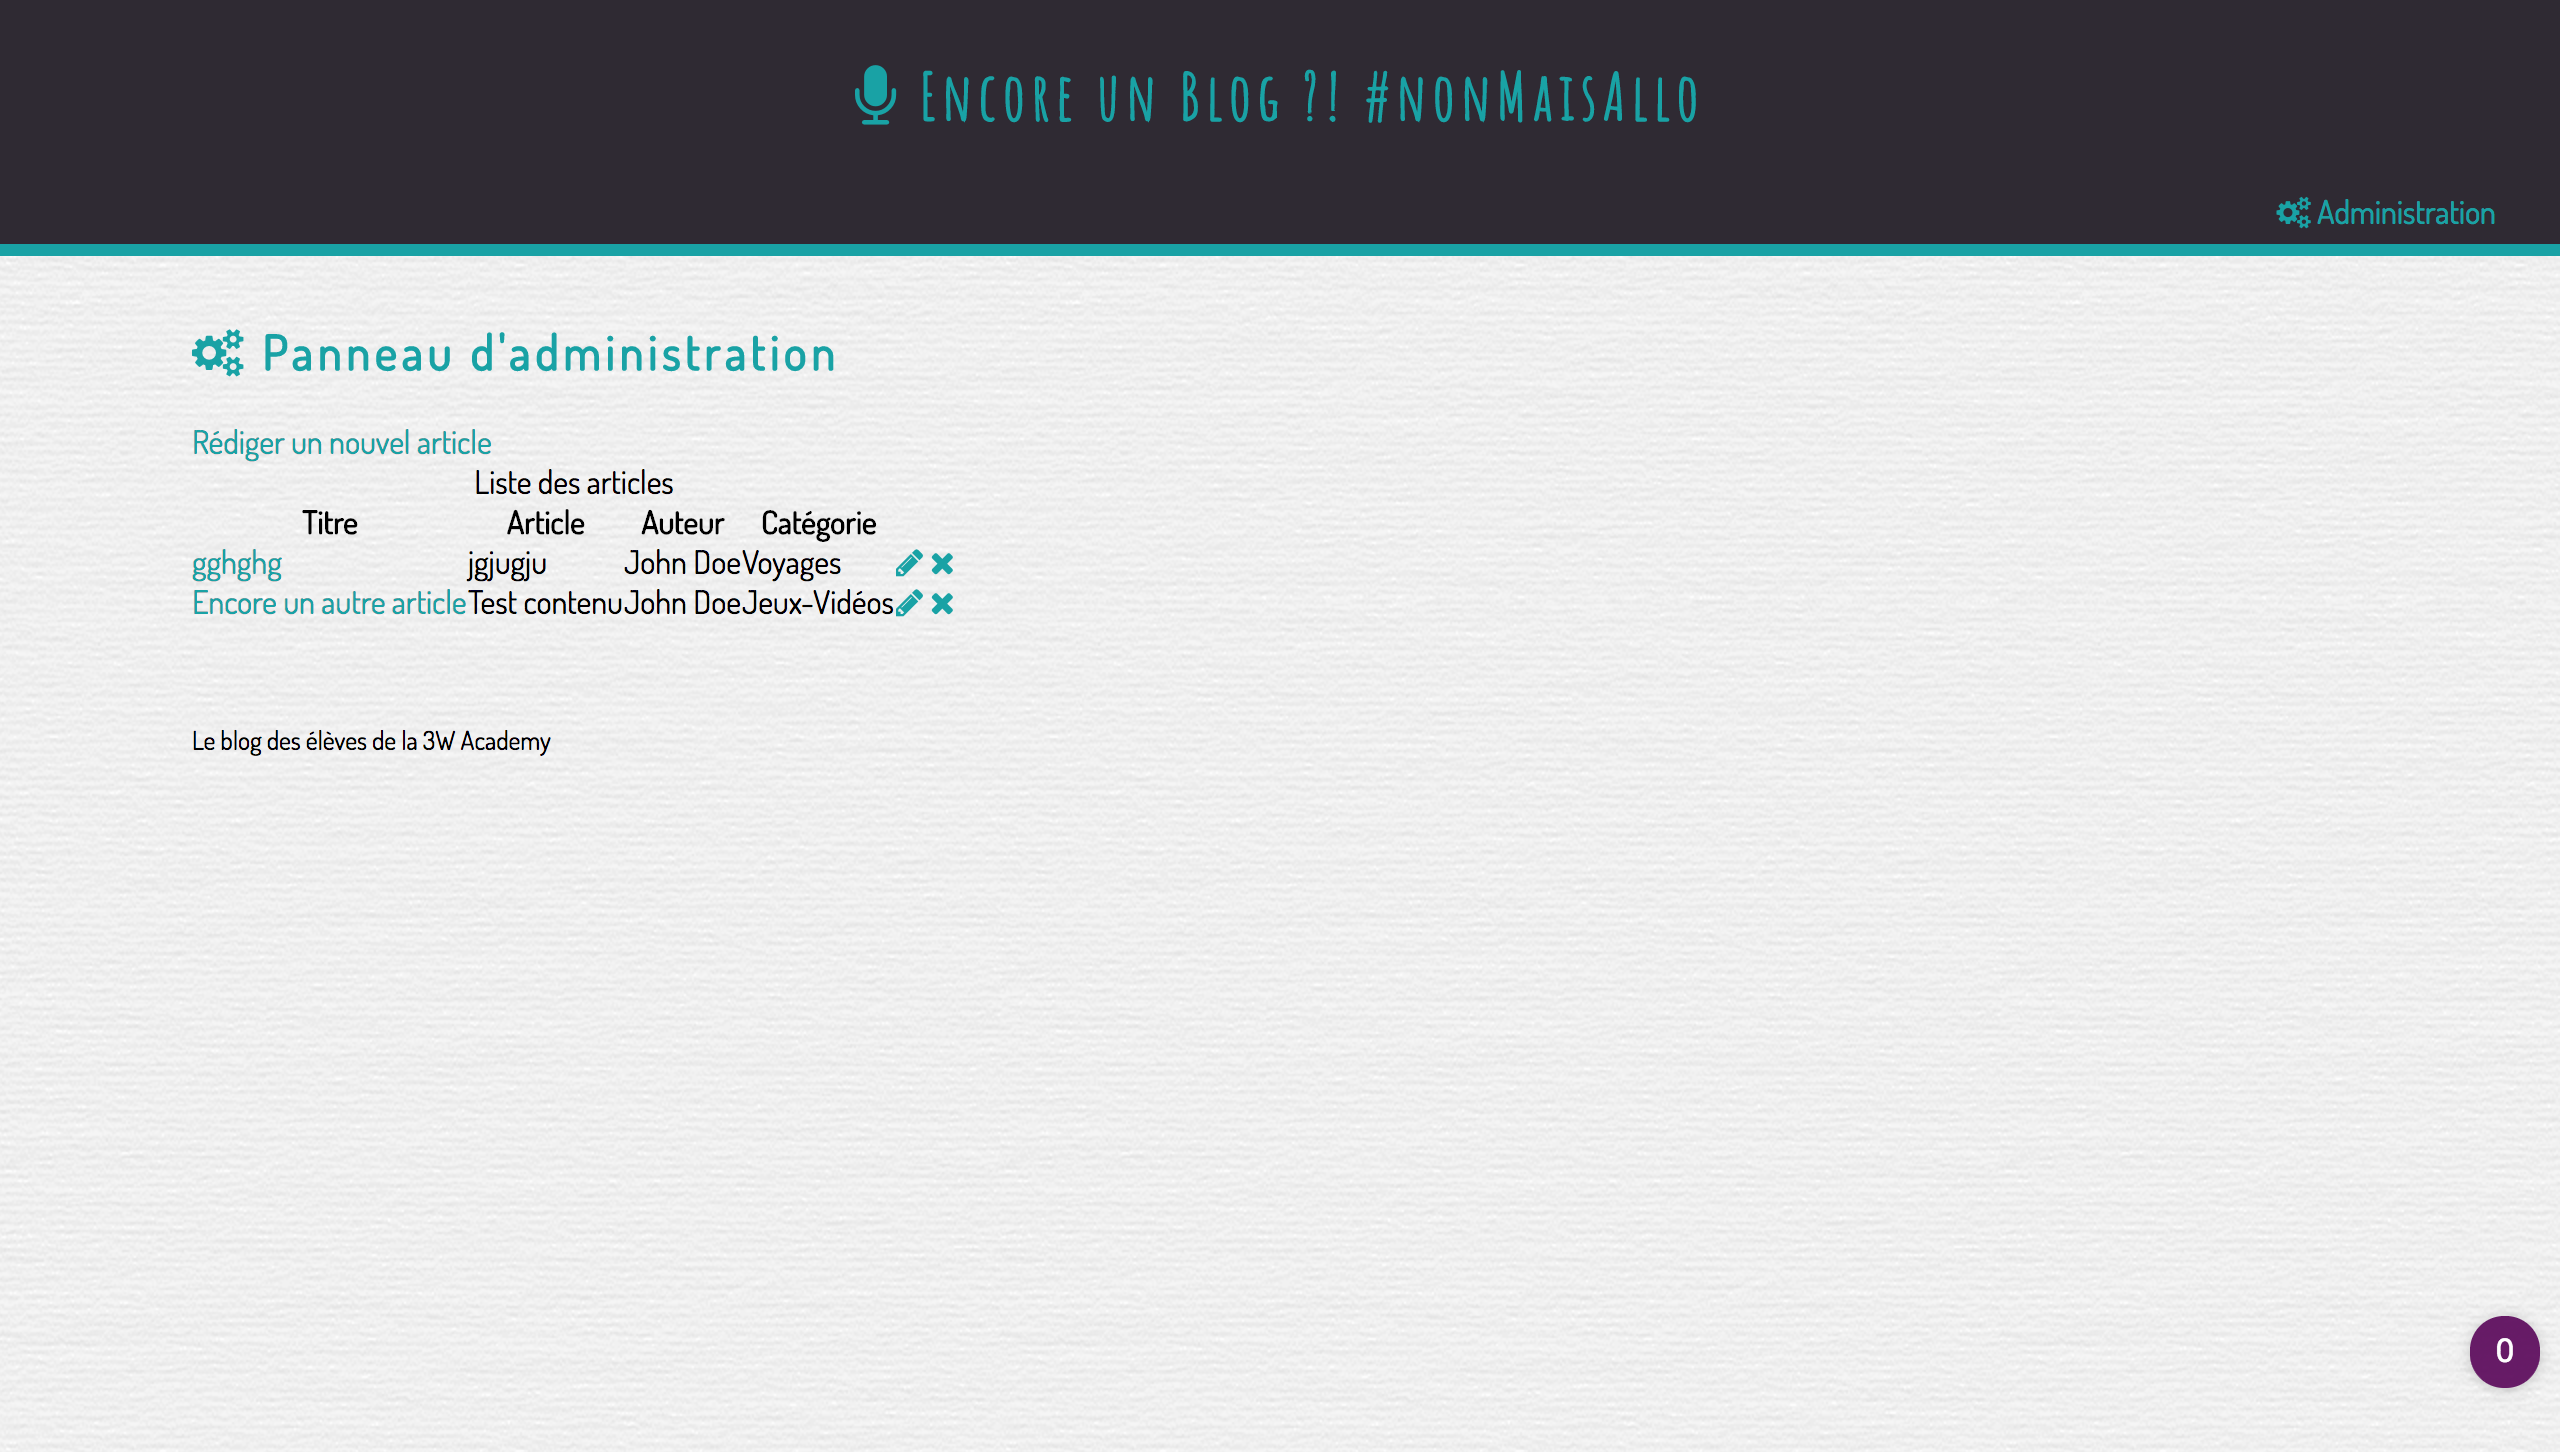 Encore un Blog ?! #nonMaisAllo
Administration
Panneau d'administration
Rédiger un nouvel article
Liste des articles
Titre Article Auteur Catégorie
gghghg jgjugju John Doe Voyages
Encore un autre article Test contenu John Doe Jeux-Vidéos
Le blog des élèves de la 3W Academy
0